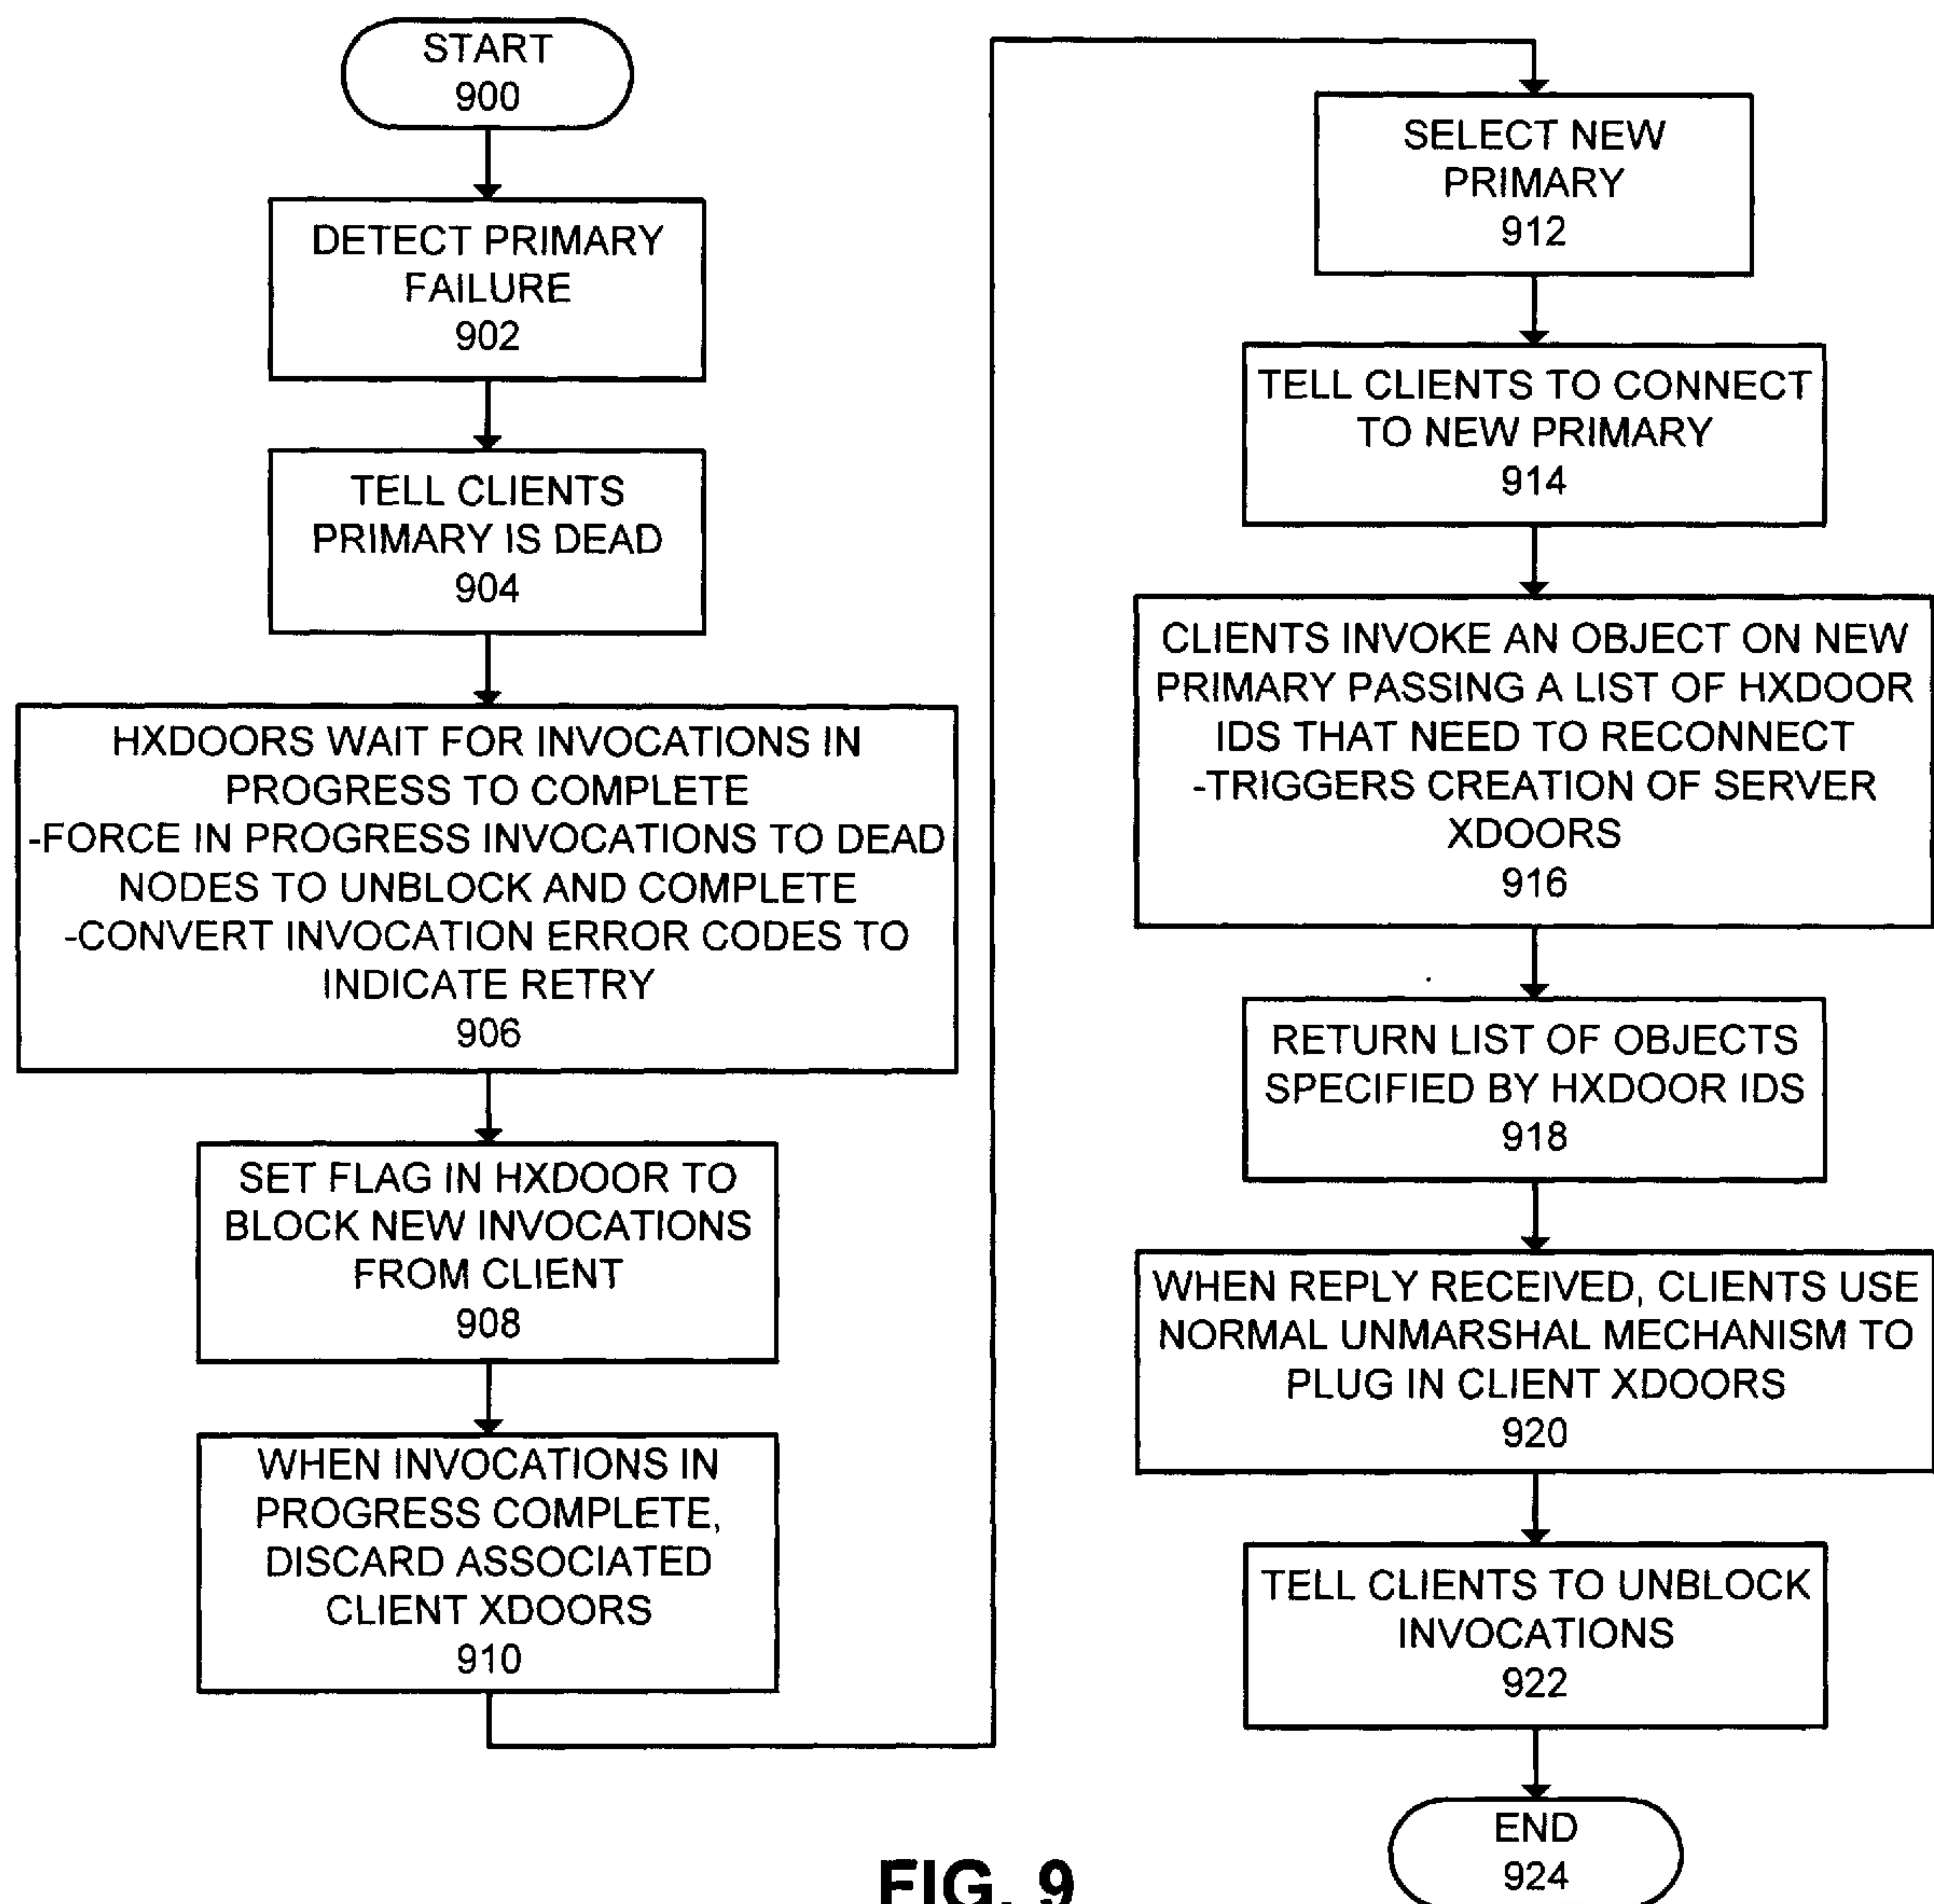 START
900
DETECT PRIMARY
FAILURE
902
TELL CLIENTS
PRIMARY IS DEAD
904
HXDOORS WAIT FOR INVOCATIONS IN
PROGRESS TO COMPLETE
-FORCE IN PROGRESS INVOCATIONS TO DEAD
NODES TO UNBLOCK AND COMPLETE
-CONVERT INVOCATION ERROR CODES TO
INDICATE RETRY
906
SET FLAG IN HXDOOR TO
BLOCK NEW INVOCATIONS
FROM CLIENT
908
WHEN INVOCATIONS IN
PROGRESS COMPLETE,
DISCARD ASSOCIATED
CLIENT XDOORS
910
SELECT NEW
PRIMARY
912
TELL CLIENTS TO CONNECT
TO NEW PRIMARY
914
CLIENTS INVOKE AN OBJECT ON NEW
PRIMARY PASSING A LIST OF HXDOOR
IDS THAT NEED TO RECONNECT
-TRIGGERS CREATION OF SERVER
XDOORS
916
RETURN LIST OF OBJECTS
SPECIFIED BY HXDOOR IDS
918
WHEN REPLY RECEIVED, CLIENTS USE
NORMAL UNMARSHAL MECHANISM TO
PLUG IN CLIENT XDOORS
920
TELL CLIENTS TO UNBLOCK
INVOCATIONS
922
END
924
FIG. 9